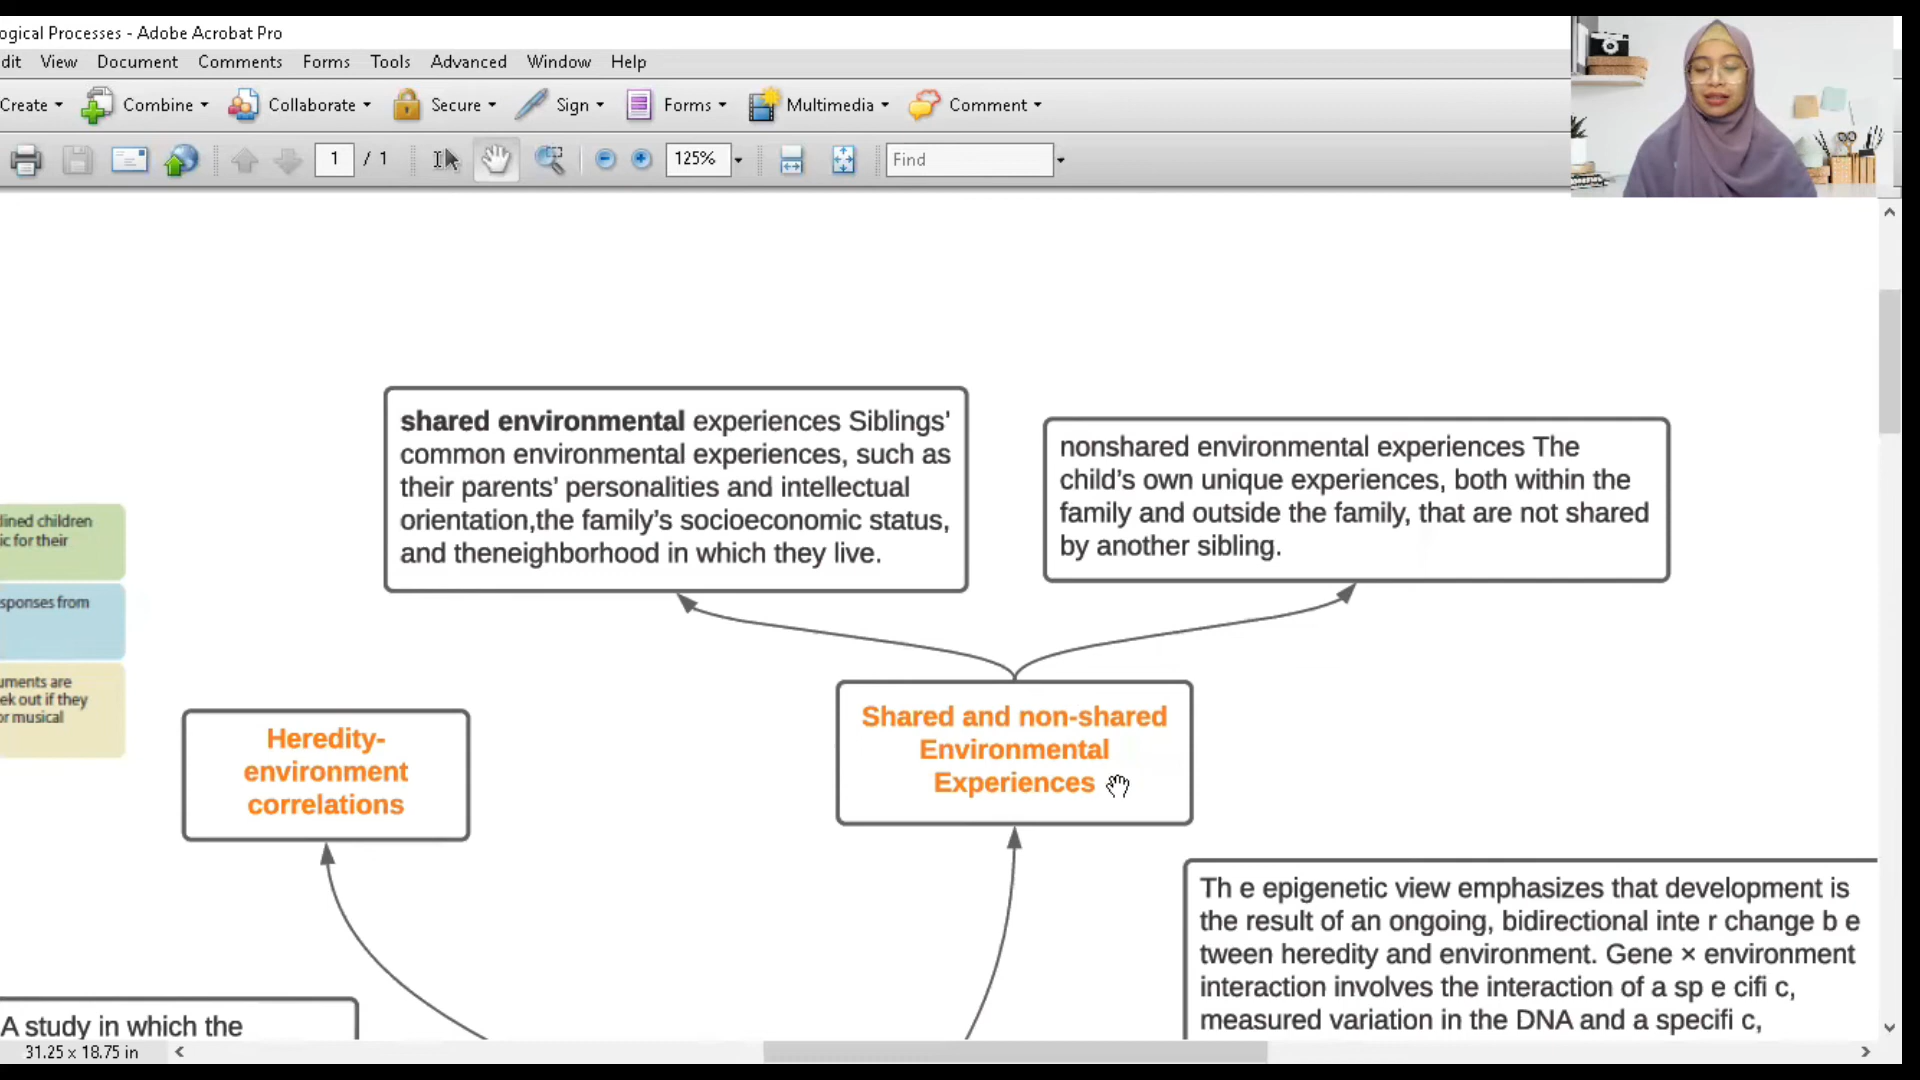 ogical Processes - Adobe Acrobat Pro
dit View Document Comments Forms Tools Advanced Window Help
Create Combine Collaborate Secure Sign Forms Multimedia Comment
1 / 1 125% Find
shared environmental experiences Siblings'
common environmental experiences, such as
their parents' personalities and intellectual
orientation,the family's socioeconomic status,
and theneighborhood in which they live.
nonshared environmental experiences The
child's own unique experiences, both within the
family and outside the family, that are not shared
by another sibling.
lined children
ic for their
sponses from
uments are
ek out if they
or musical
Heredity-
environment
correlations
Shared and non-shared
Environmental
Experiences
Th e epigenetic view emphasizes that development is
the result of an ongoing, bidirectional inte r change b e
tween heredity and environment. Gene × environment
interaction involves the interaction of a sp e cifi c,
measured variation in the DNA and a specifi c,
A study in which the
31.25 x 18.75 in